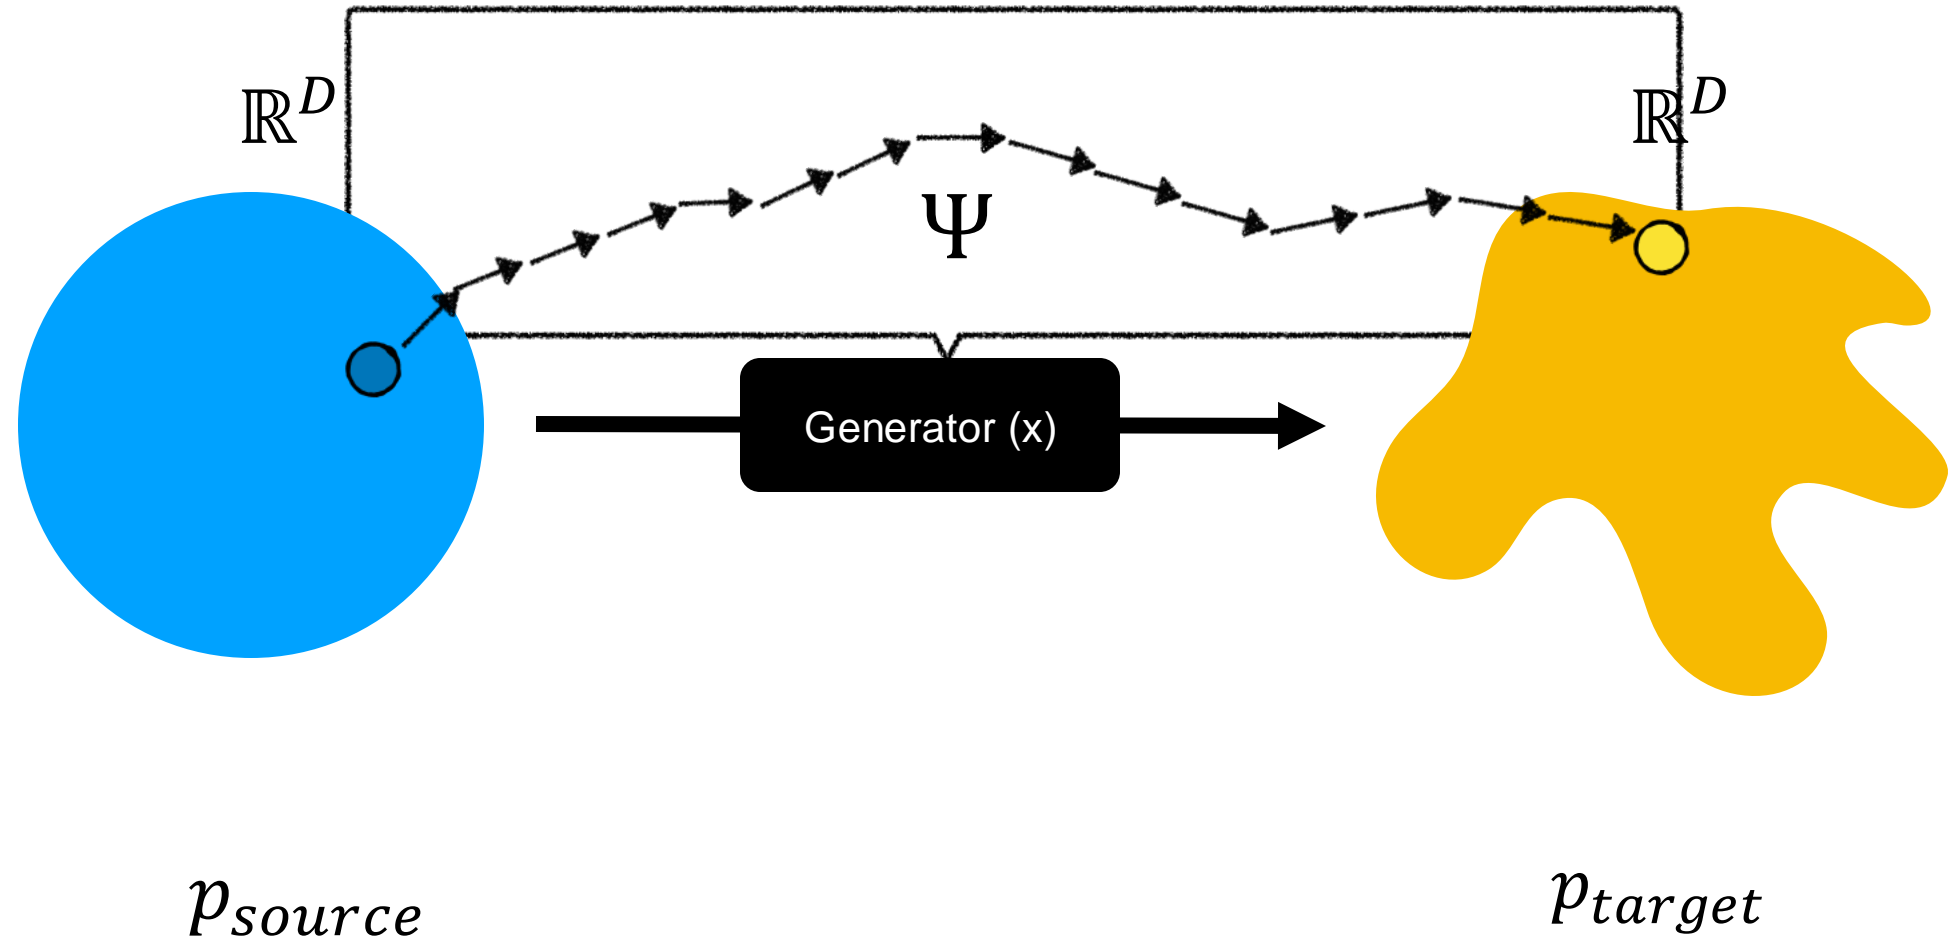 ℝ^D
ℝ^D
Ψ
Generator (x)
p_source
p_target